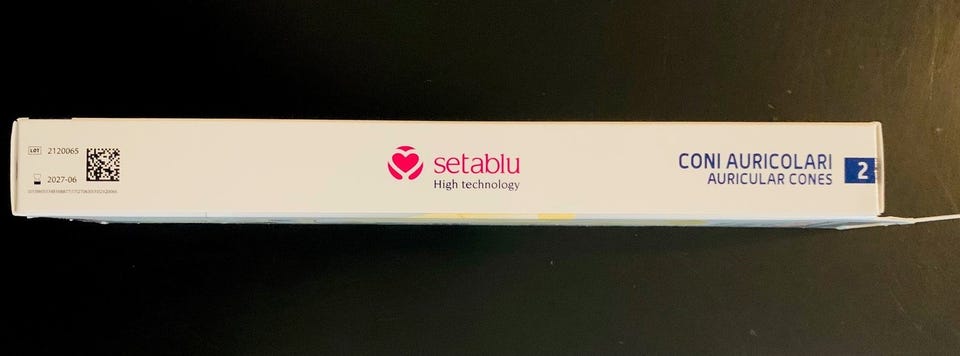 LOT 2120065
2027-06
setablu
High technology
CONI AURICOLARI
AURICULAR CONES
2